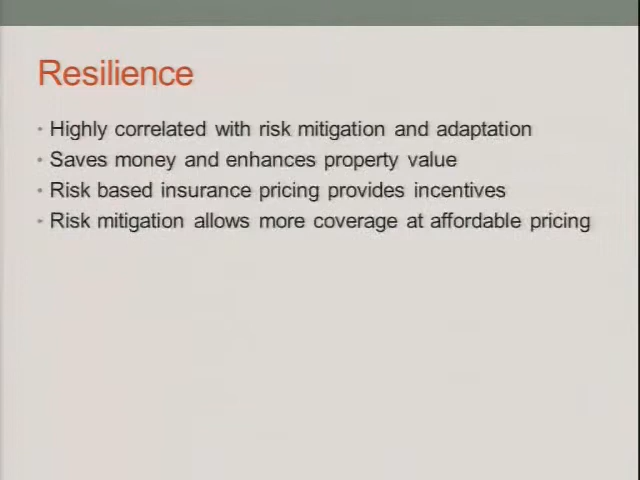 Resilience
• Highly correlated with risk mitigation and adaptation
• Saves money and enhances property value
• Risk based insurance pricing provides incentives
• Risk mitigation allows more coverage at affordable pricing